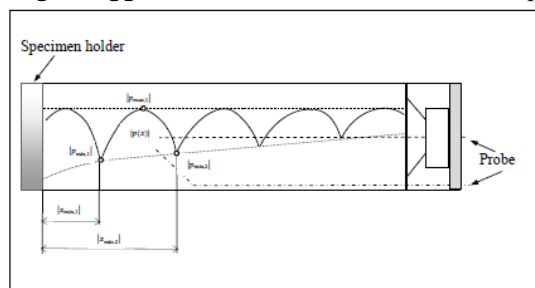 Specimen holder
|pmax,1|
|p(x)|
|pmin,1|
|pmin,2|
Probe
|xmin,1|
|xmin,2|